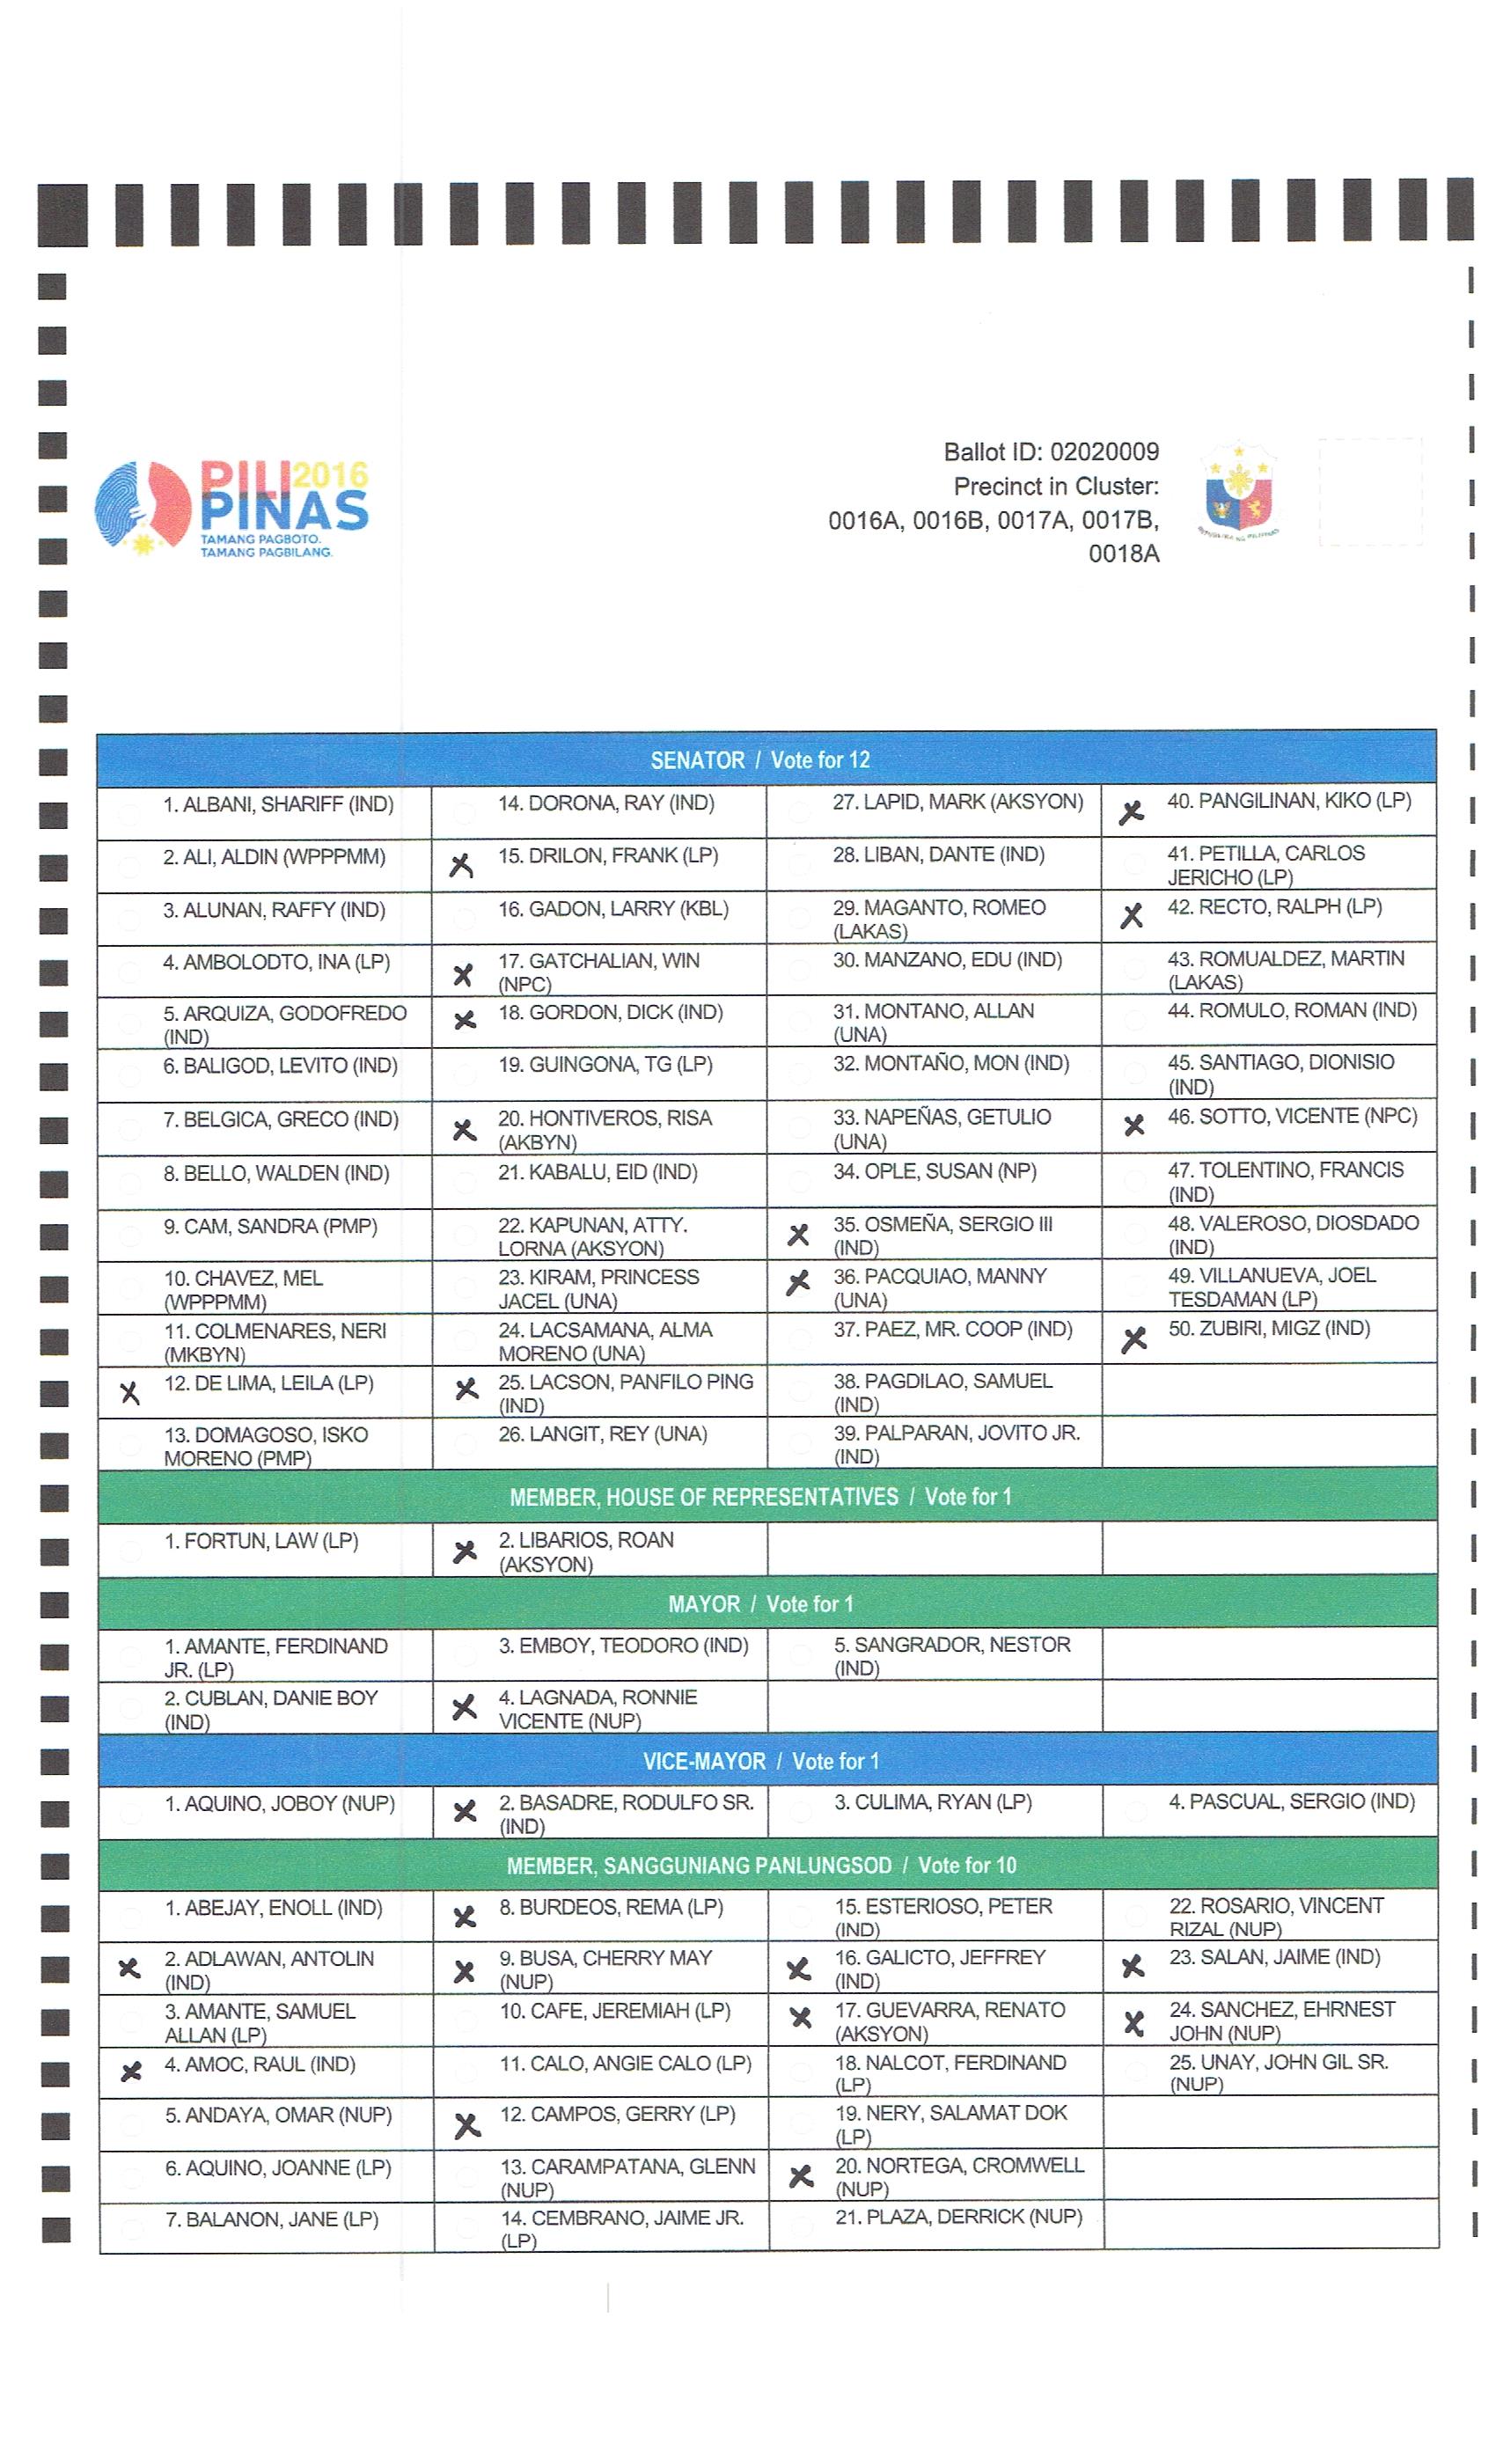 PILI 2016
PINAS
TAMANG PAGBOTO.
TAMANG PAGBILANG.
Ballot ID: 02020009
Precinct in Cluster:
0016A, 0016B, 0017A, 0017B,
0018A
SENATOR / Vote for 12
1. ALBANI, SHARIFF (IND)
2. ALI, ALDIN (WPPPMM)
3. ALUNAN, RAFFY (IND)
4. AMBOLODTO, INA (LP)
5. ARQUIZA, GODOFREDO
(IND)
6. BALIGOD, LEVITO (IND)
7. BELGICA, GRECO (IND)
8. BELLO, WALDEN (IND)
9. CAM, SANDRA (PMP)
10. CHAVEZ, MEL
(WPPPMM)
11. COLMENARES, NERI
(MKBYN)
12. DE LIMA, LEILA (LP)
13. DOMAGOSO, ISKO
MORENO (PMP)
14. DORONA, RAY (IND)
15. DRILON, FRANK (LP)
16. GADON, LARRY (KBL)
17. GATCHALIAN, WIN
(NPC)
18. GORDON, DICK (IND)
19. GUINGONA, TG (LP)
20. HONTIVEROS, RISA
(AKBYN)
21. KABALU, EID (IND)
22. KAPUNAN, ATTY.
LORNA (AKSYON)
23. KIRAM, PRINCESS
JACEL (UNA)
24. LACSAMANA, ALMA
MORENO (UNA)
25. LACSON, PANFILO PING
(IND)
26. LANGIT, REY (UNA)
27. LAPID, MARK (AKSYON)
28. LIBAN, DANTE (IND)
29. MAGANTO, ROMEO
(LAKAS)
30. MANZANO, EDU (IND)
31. MONTANO, ALLAN
(UNA)
32. MONTAÑO, MON (IND)
33. NAPEÑAS, GETULIO
(UNA)
34. OPLE, SUSAN (NP)
35. OSMEÑA, SERGIO III
(IND)
36. PACQUIAO, MANNY
(UNA)
37. PAEZ, MR. COOP (IND)
38. PAGDILAO, SAMUEL
(IND)
39. PALPARAN, JOVITO JR.
(IND)
40. PANGILINAN, KIKO (LP)
41. PETILLA, CARLOS
JERICHO (LP)
42. RECTO, RALPH (LP)
43. ROMUALDEZ, MARTIN
(LAKAS)
44. ROMULO, ROMAN (IND)
45. SANTIAGO, DIONISIO
(IND)
46. SOTTO, VICENTE (NPC)
47. TOLENTINO, FRANCIS
(IND)
48. VALEROSO, DIOSDADO
(IND)
49. VILLANUEVA, JOEL
TESDAMAN (LP)
50. ZUBIRI, MIGZ (IND)
MEMBER, HOUSE OF REPRESENTATIVES / Vote for 1
1. FORTUN, LAW (LP)
2. LIBARIOS, ROAN
(AKSYON)
MAYOR / Vote for 1
1. AMANTE, FERDINAND
JR. (LP)
2. CUBLAN, DANIE BOY
(IND)
3. EMBOY, TEODORO (IND)
4. LAGNADA, RONNIE
VICENTE (NUP)
5. SANGRADOR, NESTOR
(IND)
VICE-MAYOR / Vote for 1
1. AQUINO, JOBOY (NUP)
2. BASADRE, RODULFO SR.
(IND)
3. CULIMA, RYAN (LP)
4. PASCUAL, SERGIO (IND)
MEMBER, SANGGUNIANG PANLUNGSOD / Vote for 10
1. ABEJAY, ENOLL (IND)
2. ADLAWAN, ANTOLIN
(IND)
3. AMANTE, SAMUEL
ALLAN (LP)
4. AMOC, RAUL (IND)
5. ANDAYA, OMAR (NUP)
6. AQUINO, JOANNE (LP)
7. BALANON, JANE (LP)
8. BURDEOS, REMA (LP)
9. BUSA, CHERRY MAY
(NUP)
10. CAFE, JEREMIAH (LP)
11. CALO, ANGIE CALO (LP)
12. CAMPOS, GERRY (LP)
13. CARAMPATANA, GLENN
(NUP)
14. CEMBRANO, JAIME JR.
(LP)
15. ESTERIOSO, PETER
(IND)
16. GALICTO, JEFFREY
(IND)
17. GUEVARRA, RENATO
(AKSYON)
18. NALCOT, FERDINAND
(LP)
19. NERY, SALAMAT DOK
(LP)
20. NORTEGA, CROMWELL
(NUP)
21. PLAZA, DERRICK (NUP)
22. ROSARIO, VINCENT
RIZAL (NUP)
23. SALAN, JAIME (IND)
24. SANCHEZ, EHRNEST
JOHN (NUP)
25. UNAY, JOHN GIL SR.
(NUP)